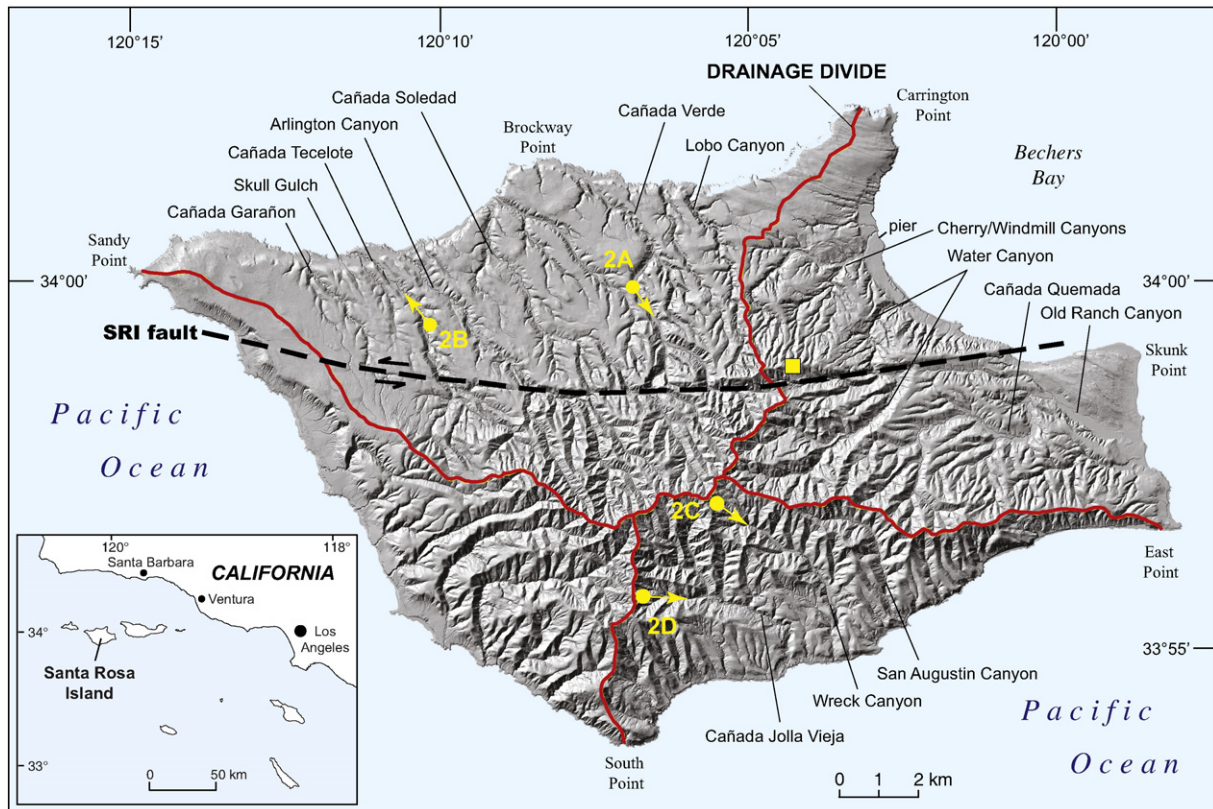 120°15′
120°10′
120°05′
120°00′
DRAINAGE DIVIDE
Cañada Soledad
Arlington Canyon
Cañada Tecelote
Skull Gulch
Cañada Garañon
Brockway
Point
Cañada Verde
Lobo Canyon
Carrington
Point
Bechers
Bay
Sandy
Point
pier
Cherry/Windmill Canyons
Water Canyon
Cañada Quemada
Old Ranch Canyon
34°00′
34°00′
2A
2B
SRI fault
Skunk
Point
Pacific
Ocean
2C
2D
East
Point
33°55′
San Augustin Canyon
Wreck Canyon
Cañada Jolla Vieja
South
Point
Pacific
Ocean
0 1 2 km
120°
118°
Santa Barbara
CALIFORNIA
Ventura
34°
Los
Angeles
Santa Rosa
Island
33°
0 50 km